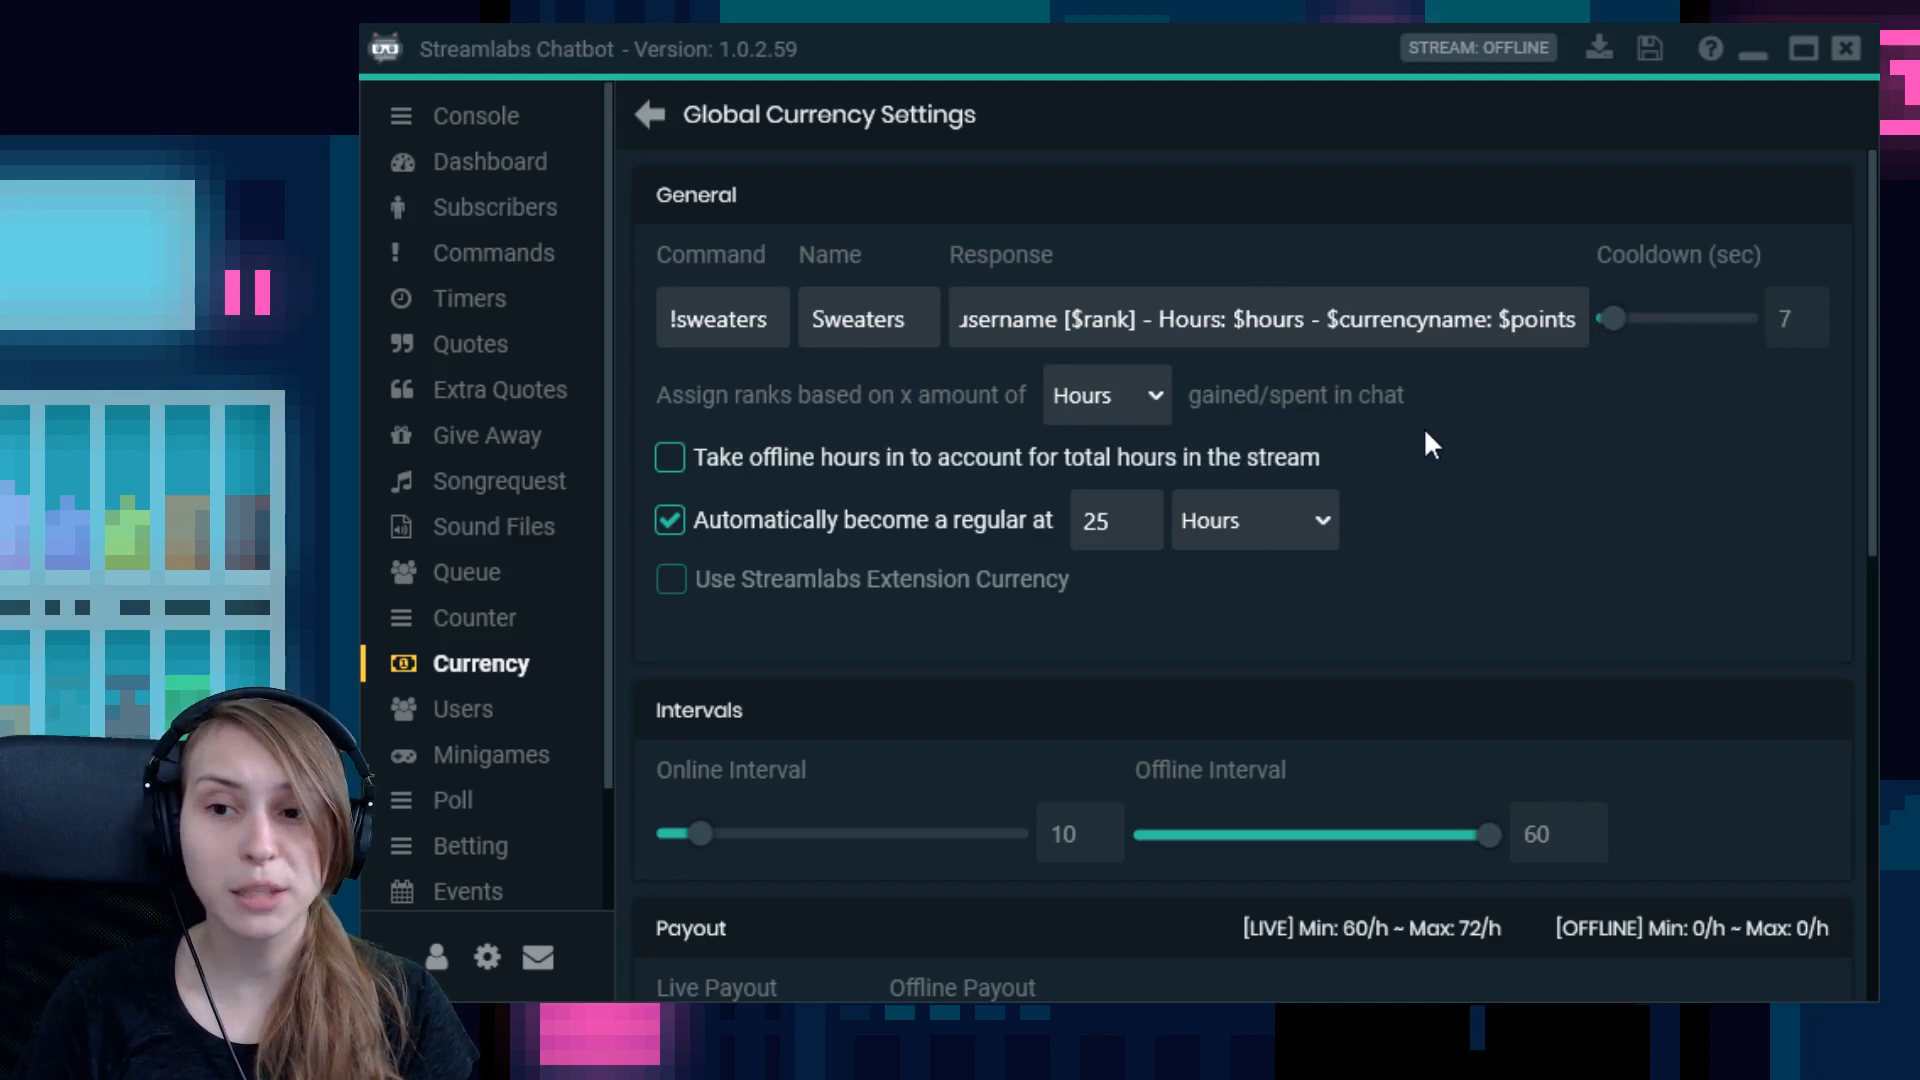 Streamlabs Chatbot - Version: 1.0.2.59
STREAM: OFFLINE
Console
Dashboard
Subscribers
Commands
Timers
Quotes
Extra Quotes
Give Away
Songrequest
Sound Files
Queue
Counter
Currency
Users
Minigames
Poll
Betting
Events
Global Currency Settings
General
Command Name Response Cooldown (sec)
!sweaters Sweaters username [$rank] - Hours: $hours - $currencyname: $points 7
Assign ranks based on x amount of Hours gained/spent in chat
Take offline hours in to account for total hours in the stream
Automatically become a regular at 25 Hours
Use Streamlabs Extension Currency
Intervals
Online Interval Offline Interval
10 60
Payout [LIVE] Min: 60/h ~ Max: 72/h [OFFLINE] Min: 0/h ~ Max: 0/h
Live Payout Offline Payout